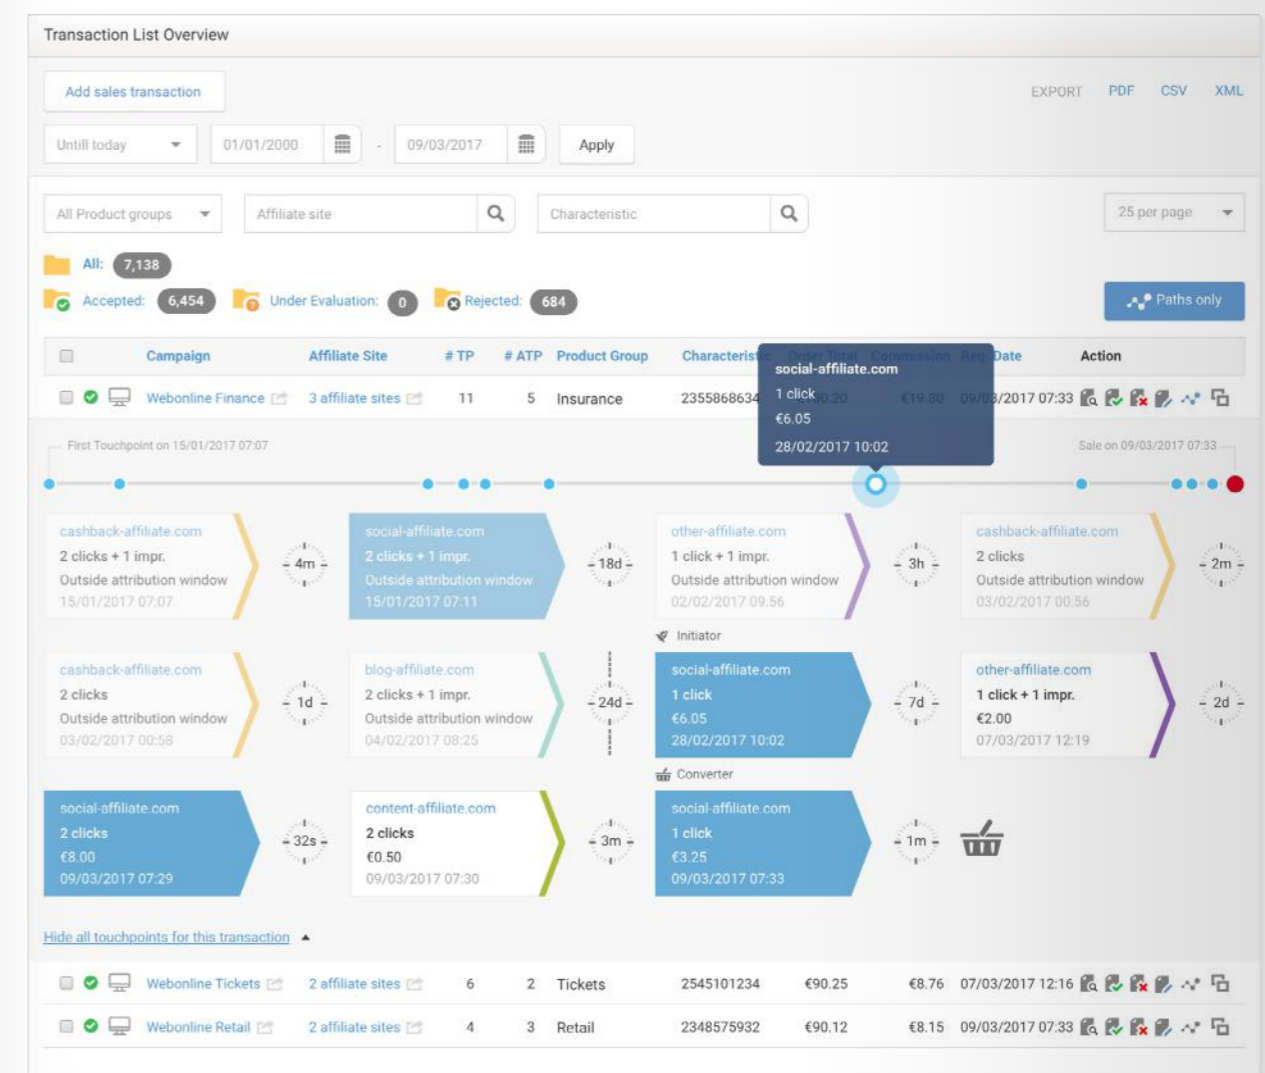 Transaction List Overview
Add sales transaction
EXPORT PDF CSV XML
Untill today 01/01/2000 - 09/03/2017 Apply
All Product groups Affiliate site Characteristic 25 per page
All: 7,138
Accepted: 6,454 Under Evaluation: 0 Rejected: 684 Paths only
Campaign Affiliate Site # TP # ATP Product Group Characteristic Order Total Commission Reg. Date Action
Webonline Finance 3 affiliate sites 11 5 Insurance 2355868634 €19.80 09/03/2017 07:33
social-affiliate.com
1 click
€6.05
28/02/2017 10:02
First Touchpoint on 15/01/2017 07:07
Sale on 09/03/2017 07:33
cashback-affiliate.com
2 clicks + 1 impr.
Outside attribution window
15/01/2017 07:07
4m
social-affiliate.com
2 clicks + 1 impr.
Outside attribution window
15/01/2017 07:11
18d
other-affiliate.com
1 click + 1 impr.
Outside attribution window
02/02/2017 09:56
3h
cashback-affiliate.com
2 clicks
Outside attribution window
03/02/2017 00:56
2m
cashback-affiliate.com
2 clicks
Outside attribution window
03/02/2017 00:58
1d
blog-affiliate.com
2 clicks + 1 impr.
Outside attribution window
04/02/2017 08:25
24d
Initiator
social-affiliate.com
1 click
€6.05
28/02/2017 10:02
7d
other-affiliate.com
1 click + 1 impr.
€2.00
07/03/2017 12:19
2d
social-affiliate.com
2 clicks
€8.00
09/03/2017 07:29
32s
content-affiliate.com
2 clicks
€0.50
09/03/2017 07:30
3m
Converter
social-affiliate.com
1 click
€3.25
09/03/2017 07:33
1m
Hide all touchpoints for this transaction
Webonline Tickets 2 affiliate sites 6 2 Tickets 2545101234 €90.25 €8.76 07/03/2017 12:16
Webonline Retail 2 affiliate sites 4 3 Retail 2348575932 €90.12 €8.15 09/03/2017 07:33